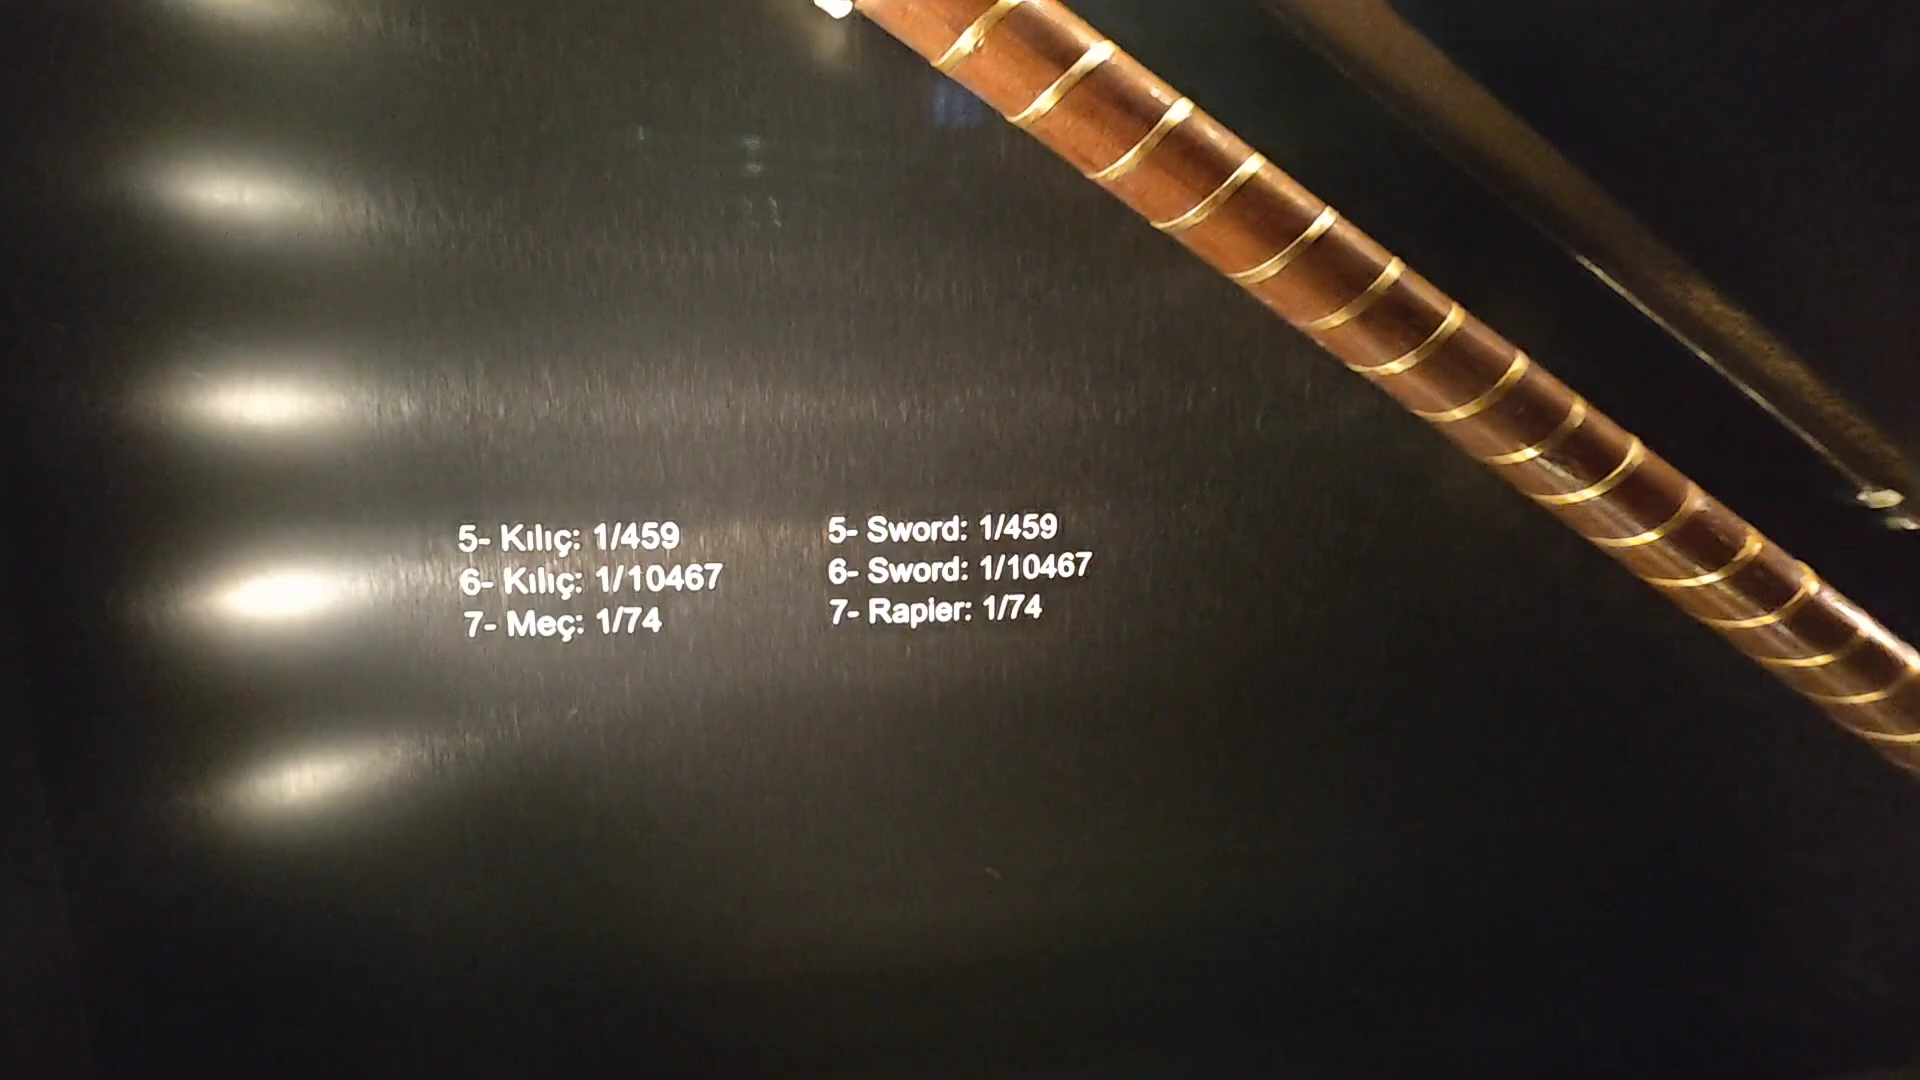 5- Kılıç: 1/459
6- Kılıç: 1/10467
7- Meç: 1/74
5- Sword: 1/459
6- Sword: 1/10467
7- Rapier: 1/74